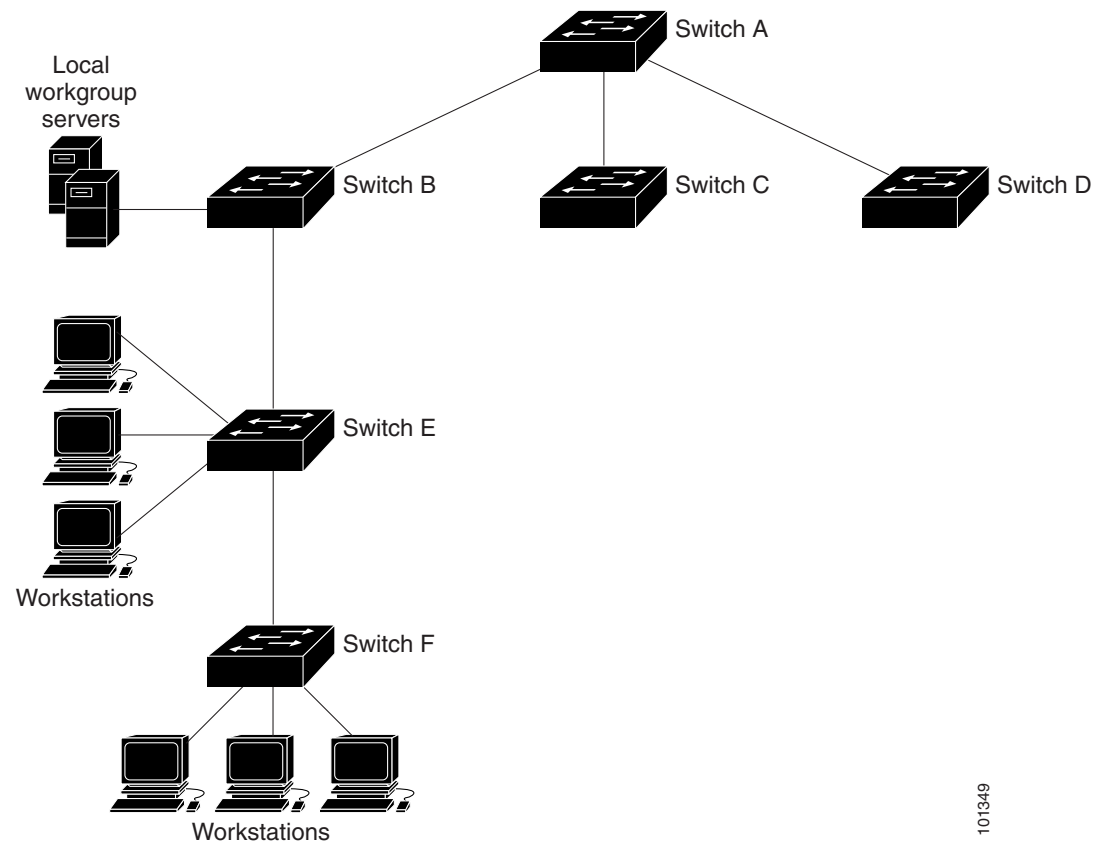 Switch A
Local
workgroup
servers
Switch B
Switch C
Switch D
Switch E
Workstations
Switch F
Workstations
101349